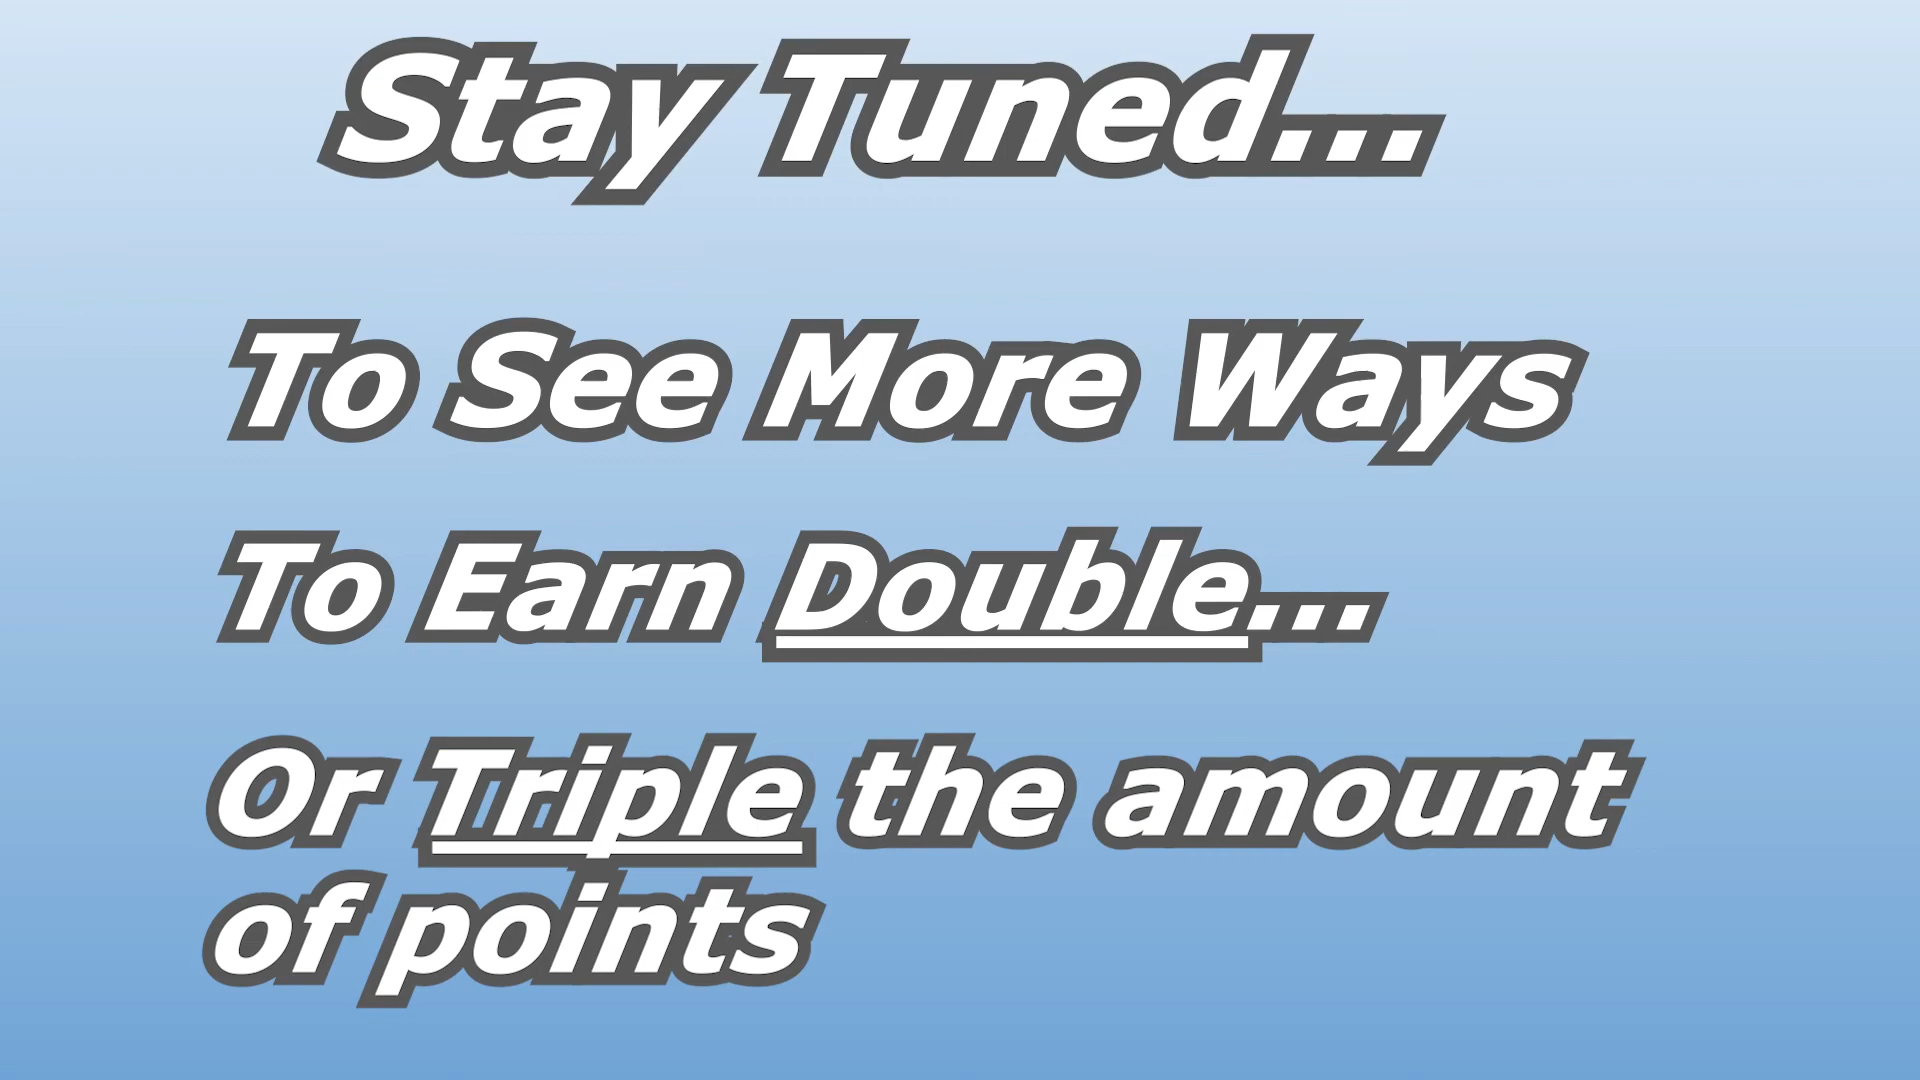 Stay Tuned...
To See More Ways
To Earn Double...
Or Triple the amount
of points